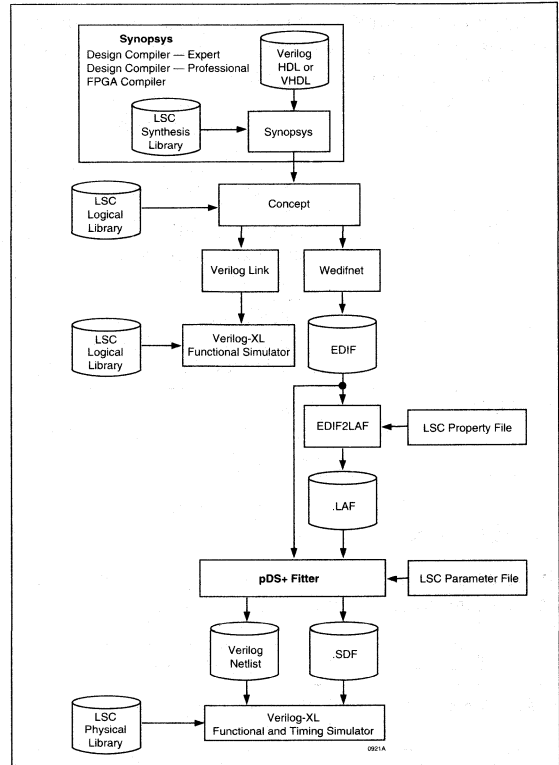 Synopsys
Design Compiler — Expert
Design Compiler — Professional
FPGA Compiler
Verilog
HDL or
VHDL
LSC
Synthesis
Library
Synopsys
LSC
Logical
Library
Concept
Verilog Link
Wedifnet
LSC
Logical
Library
Verilog-XL
Functional Simulator
EDIF
EDIF2LAF
LSC Property File
.LAF
pDS+ Fitter
LSC Parameter File
Verilog
Netlist
.SDF
LSC
Physical
Library
Verilog-XL
Functional and Timing Simulator
0921A